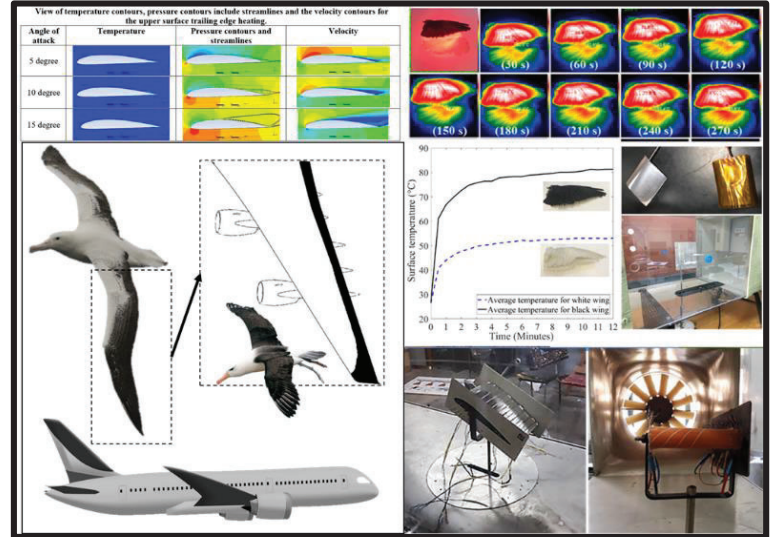 View of temperature contours, pressure contours include streamlines and the velocity contours for
the upper surface trailing edge heating.
Angle of
attack
Temperature
Pressure contours and
streamlines
Velocity
5 degree
10 degree
15 degree
(30 s)
(60 s)
(90 s)
(120 s)
(150 s)
(180 s)
(210 s)
(240 s)
(270 s)
Surface temperature (°C)
90
80
70
60
50
40
30
20
Average temperature for white wing
Average temperature for black wing
0 1 2 3 4 5 6 7 8 9 10 11 12
Time (Minutes)